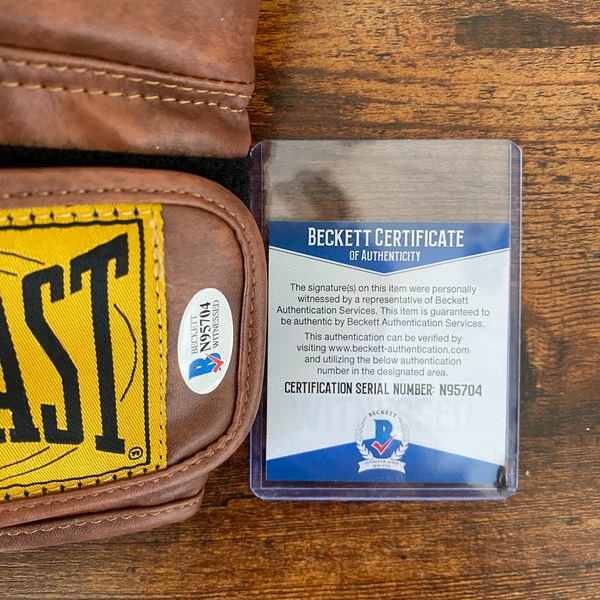 AST
®
BECKETT
N95704
WITNESSED
B
BECKETT CERTIFICATE
OF AUTHENTICITY
The signature(s) on this item were personally
witnessed by a representative of Beckett
Authentication Services. This item is guaranteed to
be authentic by Beckett Authentication Services.
This authentication can be verified by
visiting www.beckett-authentication.com
and utilizing the below authentication
number in the designated area.
CERTIFICATION SERIAL NUMBER: N95704
WITNESSED
BECKETT
B
AUTHENTICATION
SERVICES